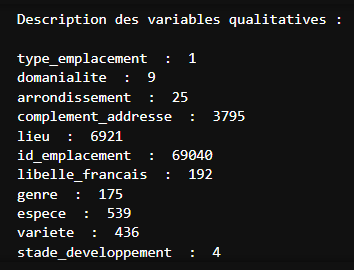 Description des variables qualitatives :
type_emplacement : 1
domanialite : 9
arrondissement : 25
complement_addresse : 3795
lieu : 6921
id_emplacement : 69040
libelle_francais : 192
genre : 175
espece : 539
variete : 436
stade_developpement : 4